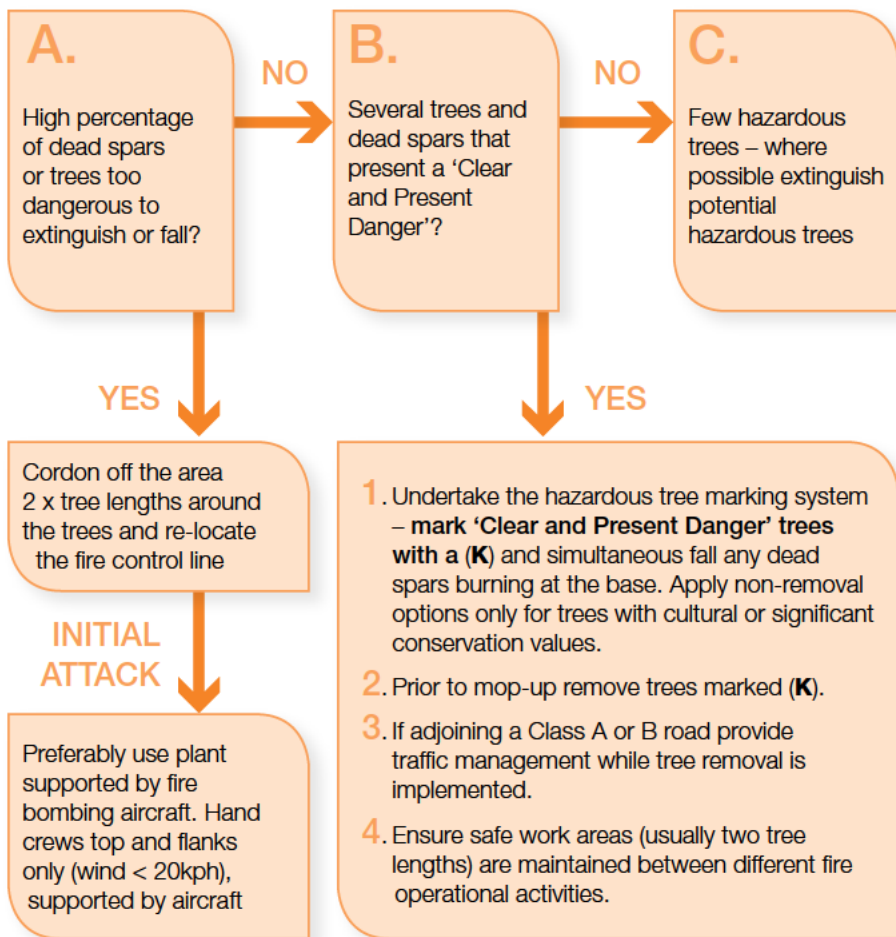 A.
High percentage
of dead spars
or trees too
dangerous to
extinguish or fall?
NO
B.
Several trees and
dead spars that
present a ‘Clear
and Present
Danger’?
NO
C.
Few hazardous
trees – where
possible extinguish
potential
hazardous trees
YES
Cordon off the area
2 x tree lengths around
the trees and re-locate
the fire control line
INITIAL
ATTACK
Preferably use plant
supported by fire
bombing aircraft. Hand
crews top and flanks
only (wind < 20kph),
supported by aircraft
YES
1. Undertake the hazardous tree marking system
– mark ‘Clear and Present Danger’ trees
with a (K) and simultaneous fall any dead
spars burning at the base. Apply non-removal
options only for trees with cultural or significant
conservation values.
2. Prior to mop-up remove trees marked (K).
3. If adjoining a Class A or B road provide
traffic management while tree removal is
implemented.
4. Ensure safe work areas (usually two tree
lengths) are maintained between different fire
operational activities.